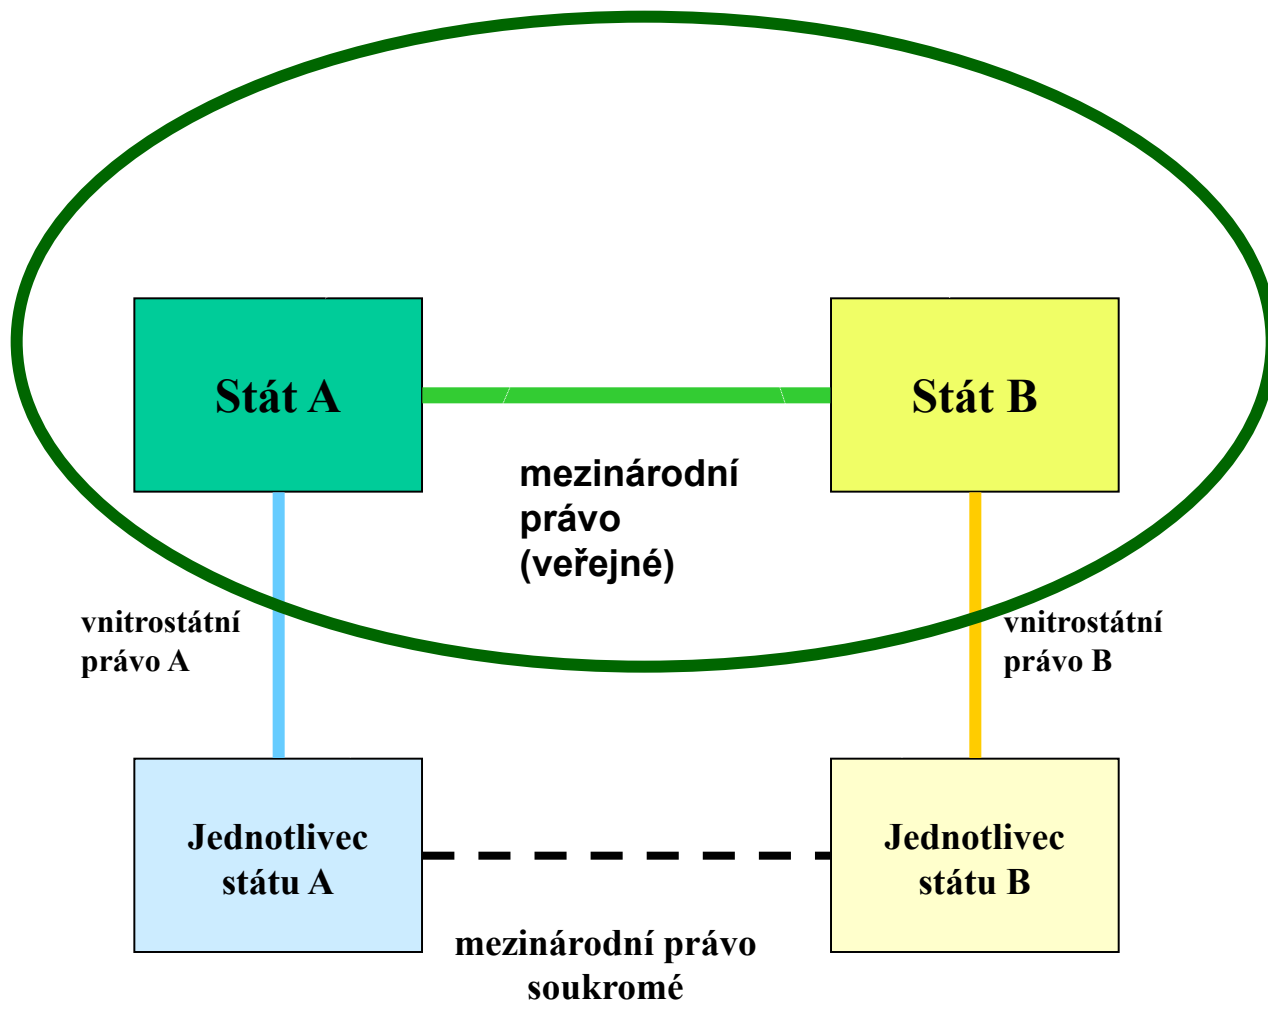 Stát A
Stát B
mezinárodní
právo
(veřejné)
vnitrostátní
právo A
vnitrostátní
právo B
Jednotlivec
státu A
Jednotlivec
státu B
mezinárodní právo
soukromé